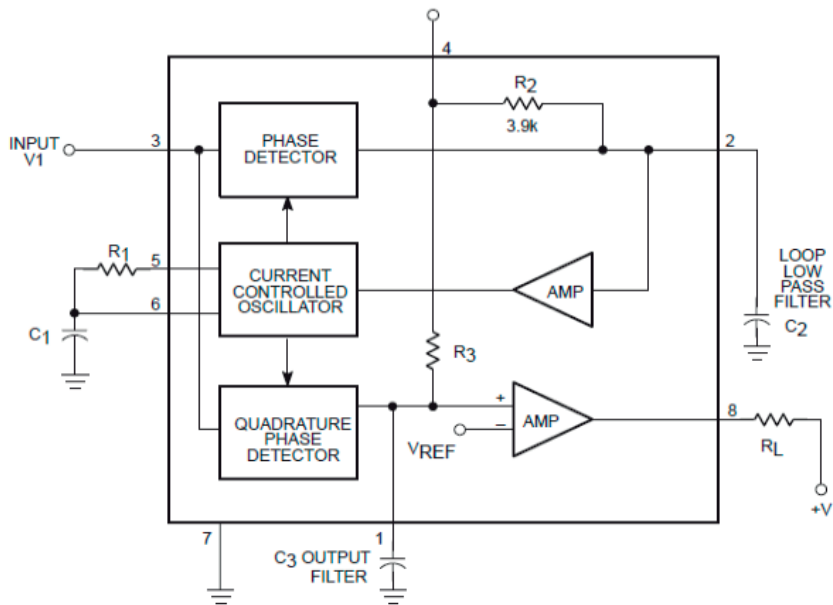 4
R2
3.9k
INPUT
V1
3
PHASE
DETECTOR
2
R1
5
6
C1
CURRENT
CONTROLLED
OSCILLATOR
AMP
LOOP
LOW
PASS
FILTER
C2
R3
QUADRATURE
PHASE
DETECTOR
+
–
VREF
AMP
8
RL
+V
7
1
C3 OUTPUT
FILTER